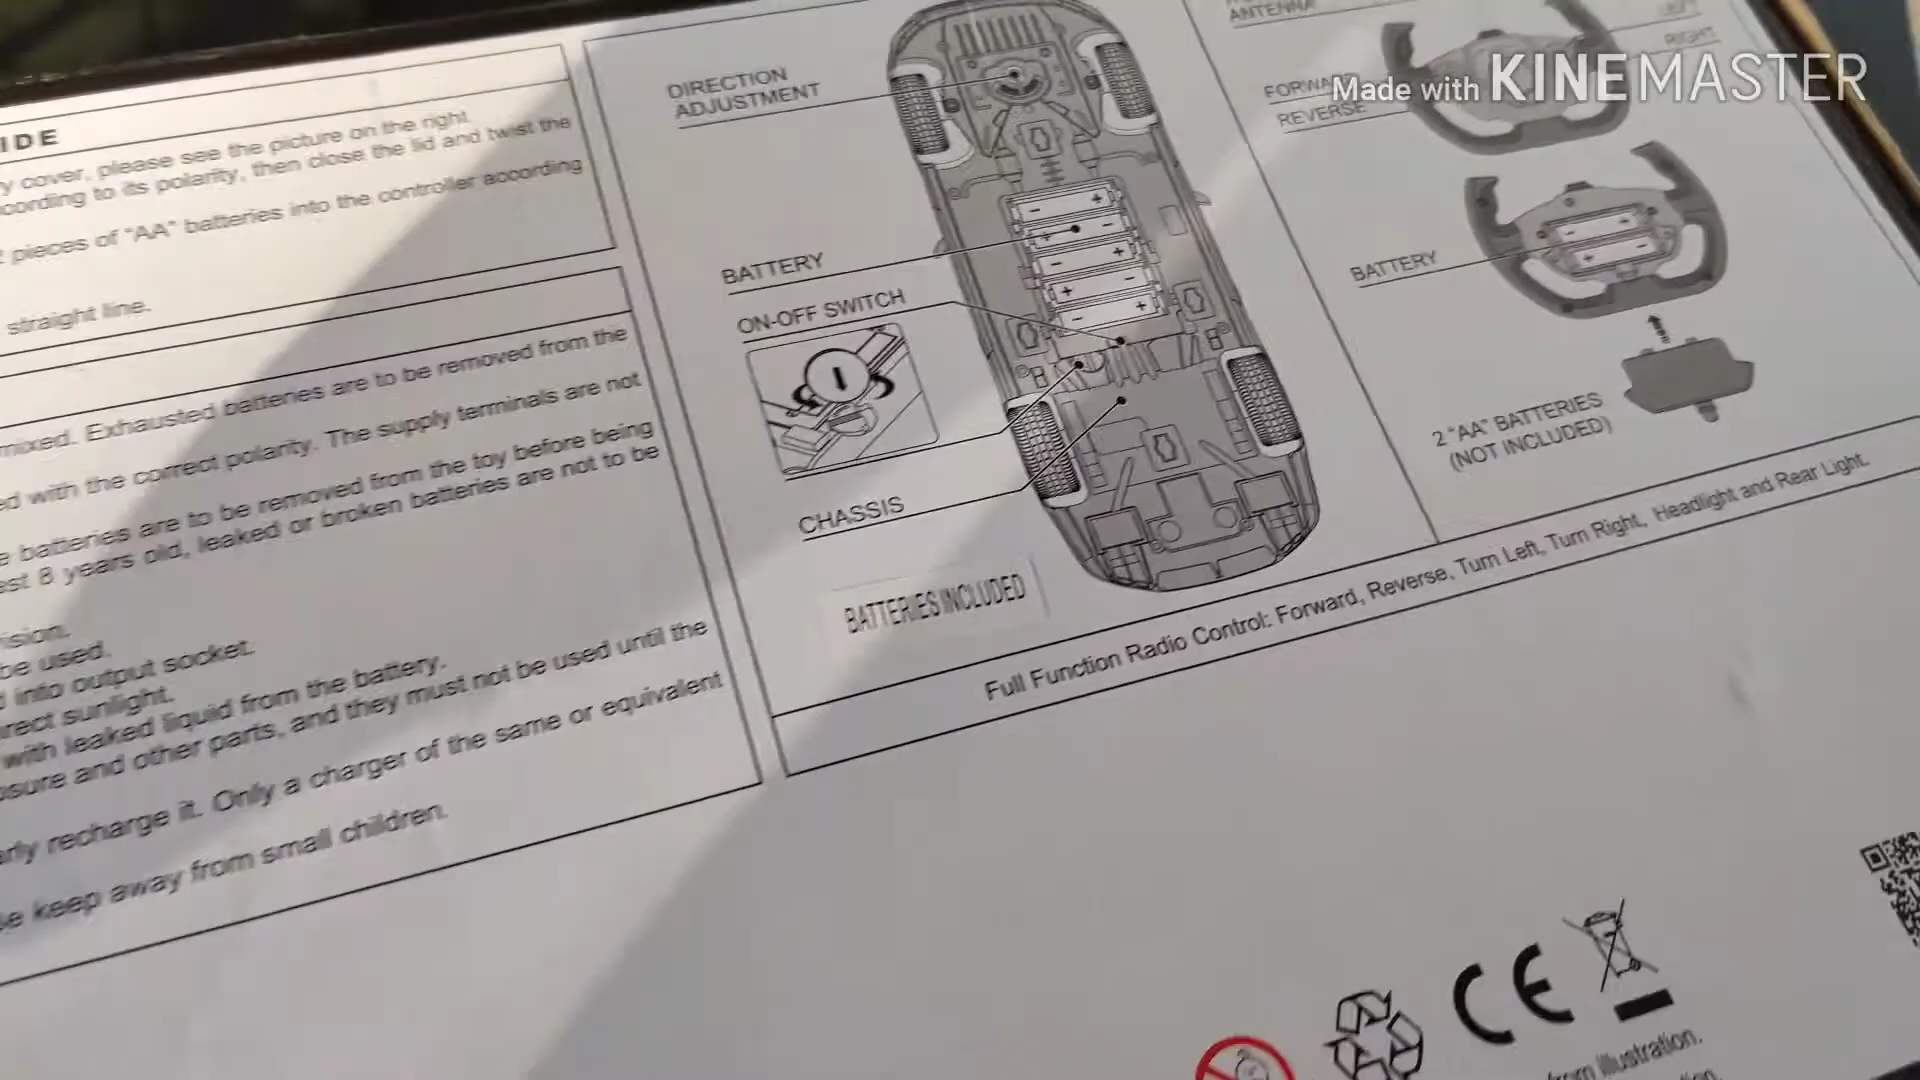 IDE
y cover, please see the picture on the right
cording to its polarity, then close the lid and twist the
pieces of "AA" batteries into the controller according
straight line.
mixed. Exhausted batteries are to be removed from the
ed with the correct polarity. The supply terminals are not
e batteries are to be removed from the toy before being
est 8 years old, leaked or broken batteries are not to be
ision.
be used.
into output socket.
irect sunlight.
with leaked liquid from the battery.
osure and other parts, and they must not be used until the
arly recharge it. Only a charger of the same or equivalent
se keep away from small children.
DIRECTION
ADJUSTMENT
BATTERY
ON-OFF SWITCH
CHASSIS
BATTERIES INCLUDED
ANTENNA
RIGHT
FORWA
REVERSE
BATTERY
2 "AA" BATTERIES
(NOT INCLUDED)
Full Function Radio Control: Forward, Reverse, Turn Left, Turn Right, Headlight and Rear Light.
CE
from illustration.
Made with KINEMASTER